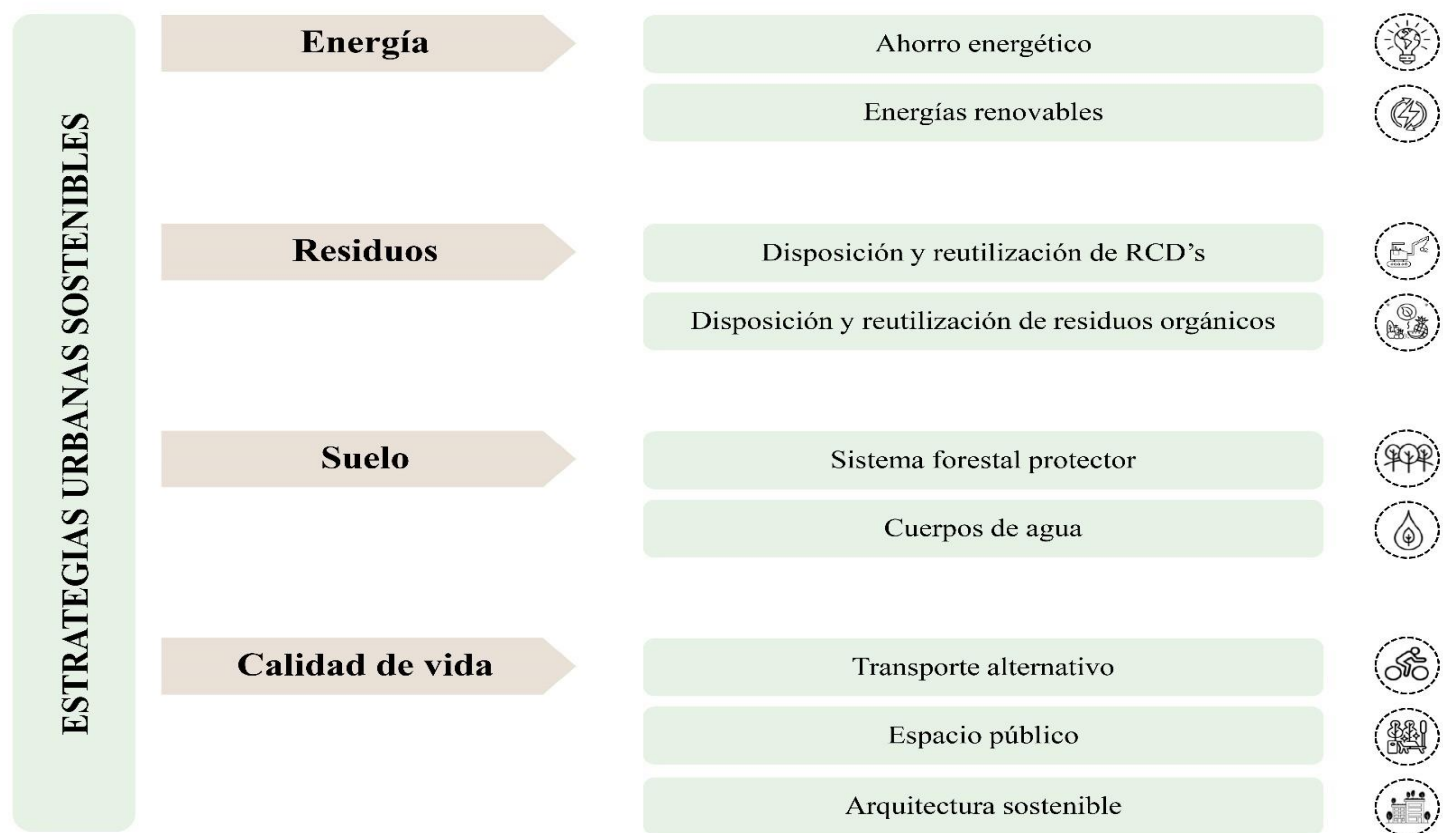 ESTRATEGIAS URBANAS SOSTENIBLES
Energía
Ahorro energético
Energías renovables
Residuos
Disposición y reutilización de RCD’s
Disposición y reutilización de residuos orgánicos
Suelo
Sistema forestal protector
Cuerpos de agua
Calidad de vida
Transporte alternativo
Espacio público
Arquitectura sostenible